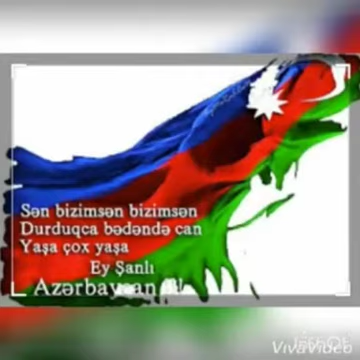 Sən bizimsən bizimsən
Durduqca bədəndə can
Yaşa çox yaşa
Ey Şanlı
Azərbaycan
VivaVideo